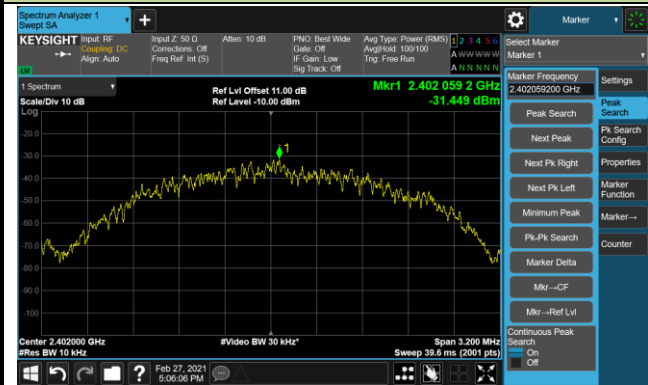 Spectrum Analyzer 1
Swept SA
Marker
KEYSIGHT
Input: RF
Coupling: DC
Align: Auto
Input Z: 50 Ω
Corrections: Off
Freq Ref: Int (S)
Atten: 10 dB
PNO: Best Wide
Gate: Off
IF Gain: Low
Sig Track: Off
Avg Type: Power (RMS)
Avg|Hold: 100/100
Trig: Free Run
1 2 3 4 5 6
A W W W W W
A N N N N N
Select Marker
Marker 1
LVI
1 Spectrum
Scale/Div 10 dB
Log
Ref Lvl Offset 11.00 dB
Ref Level -10.00 dBm
Mkr1 2.402 059 2 GHz
-31.449 dBm
-20.0
-30.0
-40.0
-50.0
-60.0
-70.0
-80.0
-90.0
-100
1
Center 2.402000 GHz
#Res BW 10 kHz
#Video BW 30 kHz*
Span 3.200 MHz
Sweep 39.6 ms (2001 pts)
Marker Frequency
2.402059200 GHz
Peak Search
Next Peak
Next Pk Right
Next Pk Left
Minimum Peak
Pk-Pk Search
Marker Delta
Mkr→CF
Mkr→Ref Lvl
Continuous Peak
Search
On
Off
Settings
Peak
Search
Pk Search
Config
Properties
Marker
Function
Marker→
Counter
Feb 27, 2021
5:06:06 PM